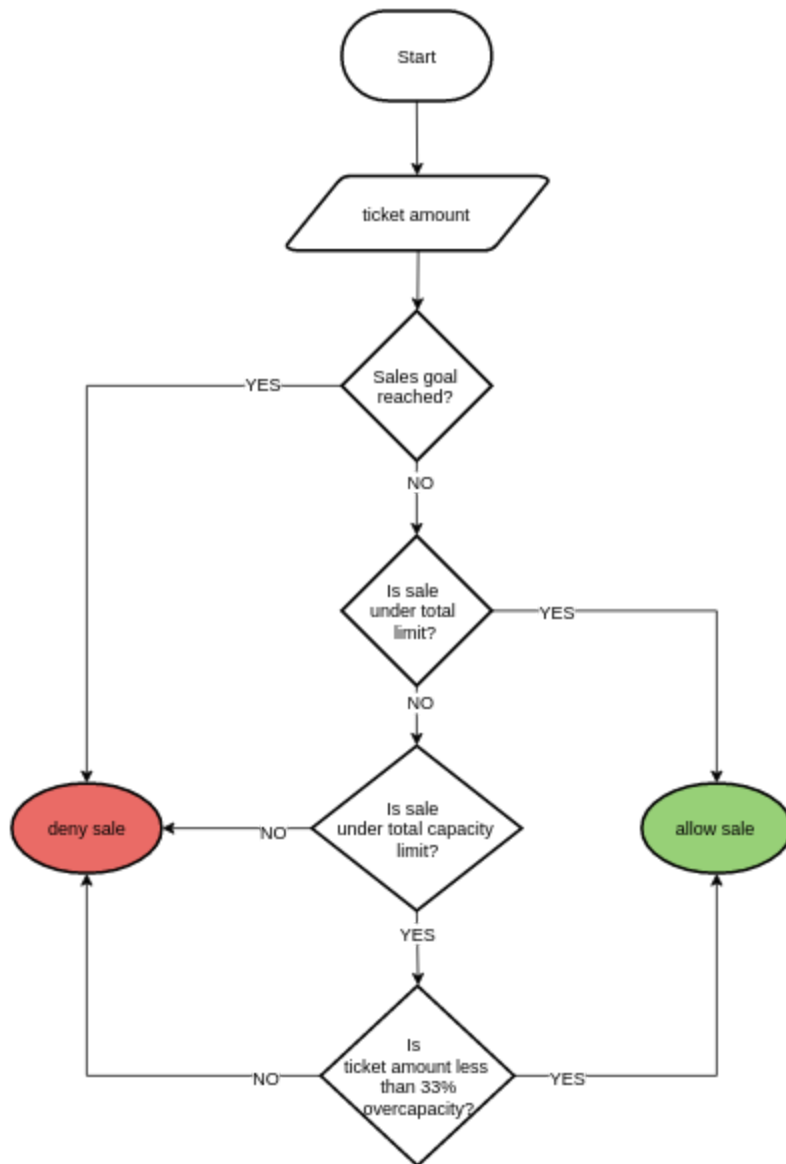 Start
ticket amount
Sales goal
reached?
YES
NO
Is sale
under total
limit?
YES
NO
Is sale
under total capacity
limit?
deny sale
NO
allow sale
YES
Is
ticket amount less
than 33%
overcapacity?
NO
YES